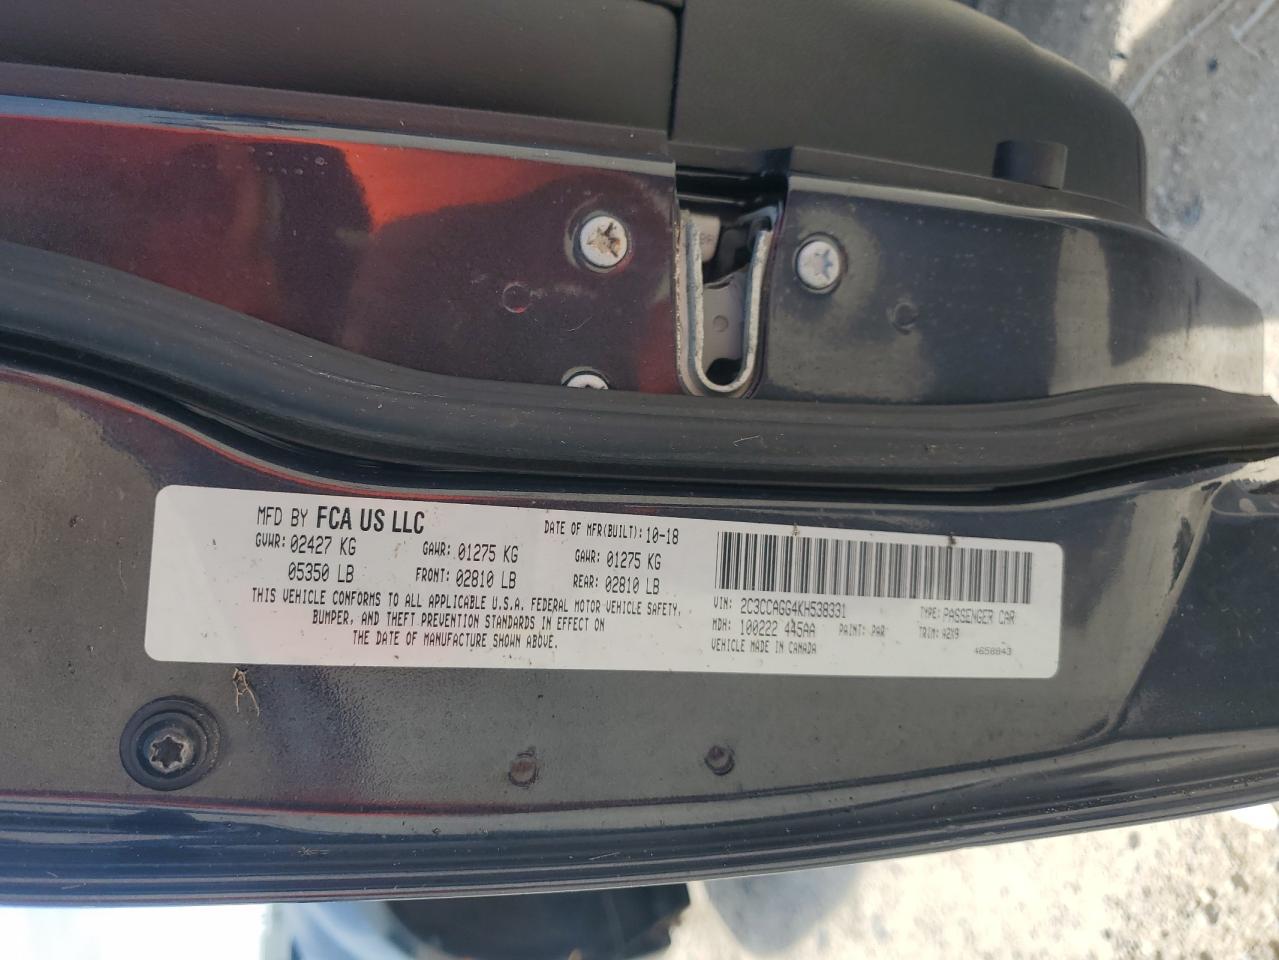 MFD BY FCA US LLC DATE OF MFR(BUILT): 10-18
GVWR: 02427 KG GAWR: 01275 KG GAWR: 01275 KG
05350 LB FRONT: 02810 LB REAR: 02810 LB
THIS VEHICLE CONFORMS TO ALL APPLICABLE U.S.A. FEDERAL MOTOR VEHICLE SAFETY,
BUMPER, AND THEFT PREVENTION STANDARDS IN EFFECT ON
THE DATE OF MANUFACTURE SHOWN ABOVE.
VIN: 2C3CCAGG4KH538331 TYPE: PASSENGER CAR
MDH: 100222 445AA PAINT: PAR TRIM: A2X9
VEHICLE MADE IN CANADA 4658843